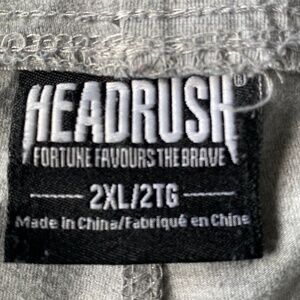 HEADRUSH®
FORTUNE FAVOURS THE BRAVE
2XL/2TG
Made in China/Fabriqué en Chine